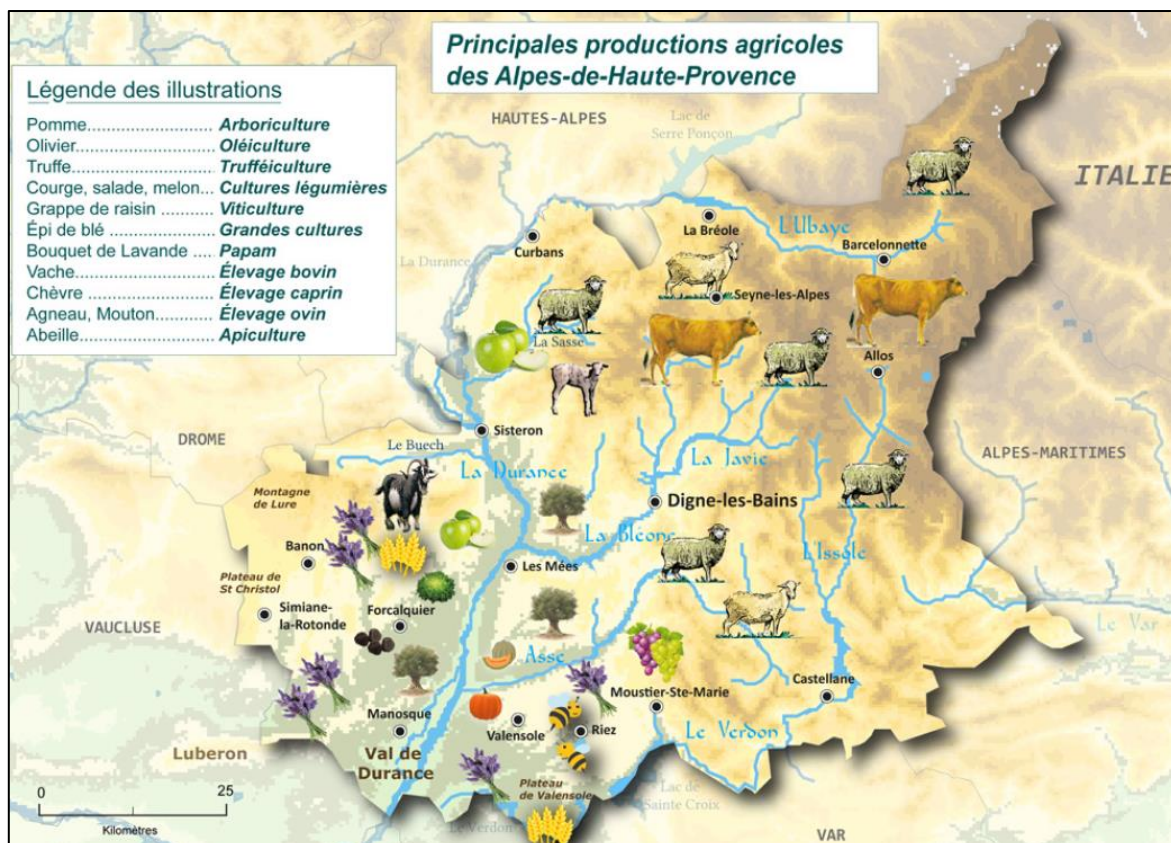 Principales productions agricoles
des Alpes-de-Haute-Provence
Légende des illustrations
Pomme........................ Arboriculture
Olivier......................... Oléiculture
Truffe........................... Trufféiculture
Courge, salade, melon... Cultures légumières
Grappe de raisin ......... Viticulture
Épi de blé ................... Grandes cultures
Bouquet de Lavande .... Papam
Vache.......................... Élevage bovin
Chèvre ........................ Élevage caprin
Agneau, Mouton........... Élevage ovin
Abeille......................... Apiculture
HAUTES-ALPES
Lac de
Serre Ponçon
ITALIE
La Bréole
L'Ubaye
Curbans
Barcelonnette
La Durance
Seyne-les-Alpes
La Sasse
Allos
Sisteron
DROME
Le Buech
La Durance
La Javie
ALPES-MARITIMES
Montagne
de Lure
Digne-les-Bains
La Bléone
L'Issole
Banon
Les Mées
Plateau de
St Christol
Simiane-
la-Rotonde
Forcalquier
VAUCLUSE
Le Var
Asse
Moustier-Ste-Marie
Castellane
Manosque
Valensole
Riez
Le Verdon
Luberon
Val de
Durance
Plateau
de Valensole
Lac de
Sainte Croix
0
25
Kilomètres
Le Verdon
VAR